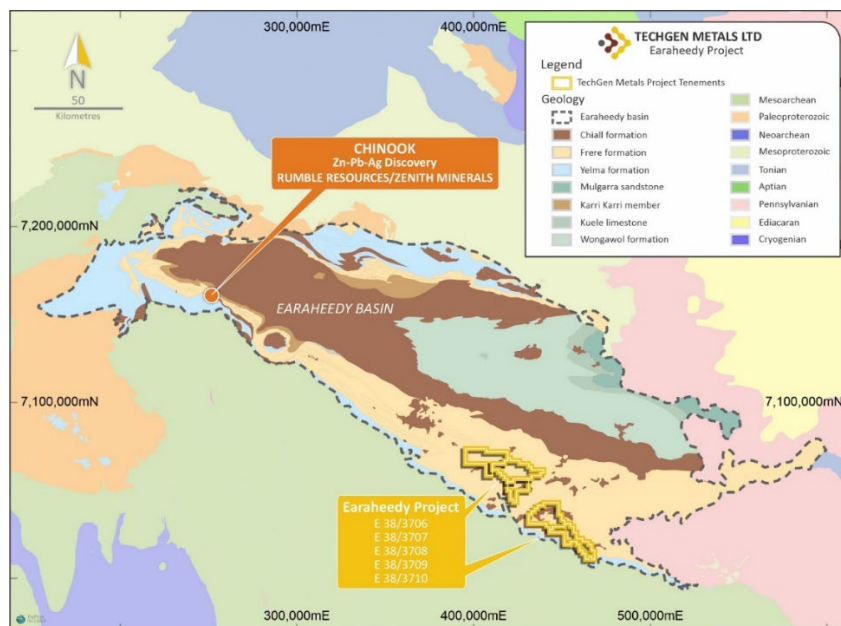 300,000mE
400,000mE
TECHGEN METALS LTD
Earaheedy Project
N
50
Kilometres
Legend
TechGen Metals Project Tenements
Geology
Earaheedy basin
Chiall formation
Frere formation
Yelma formation
Mulgarra sandstone
Karri Karri member
Kuele limestone
Wongawol formation
Mesoarchean
Paleoproterozoic
Neoarchean
Mesoproterozoic
Tonian
Aptian
Pennsylvanian
Ediacaran
Cryogenian
CHINOOK
Zn-Pb-Ag Discovery
RUMBLE RESOURCES/ZENITH MINERALS
7,200,000mN
EARAHEEDY BASIN
7,100,000mN
7,100,000mN
Earaheedy Project
E 38/3706
E 38/3707
E 38/3708
E 38/3709
E 38/3710
300,000mE
400,000mE
500,000mE